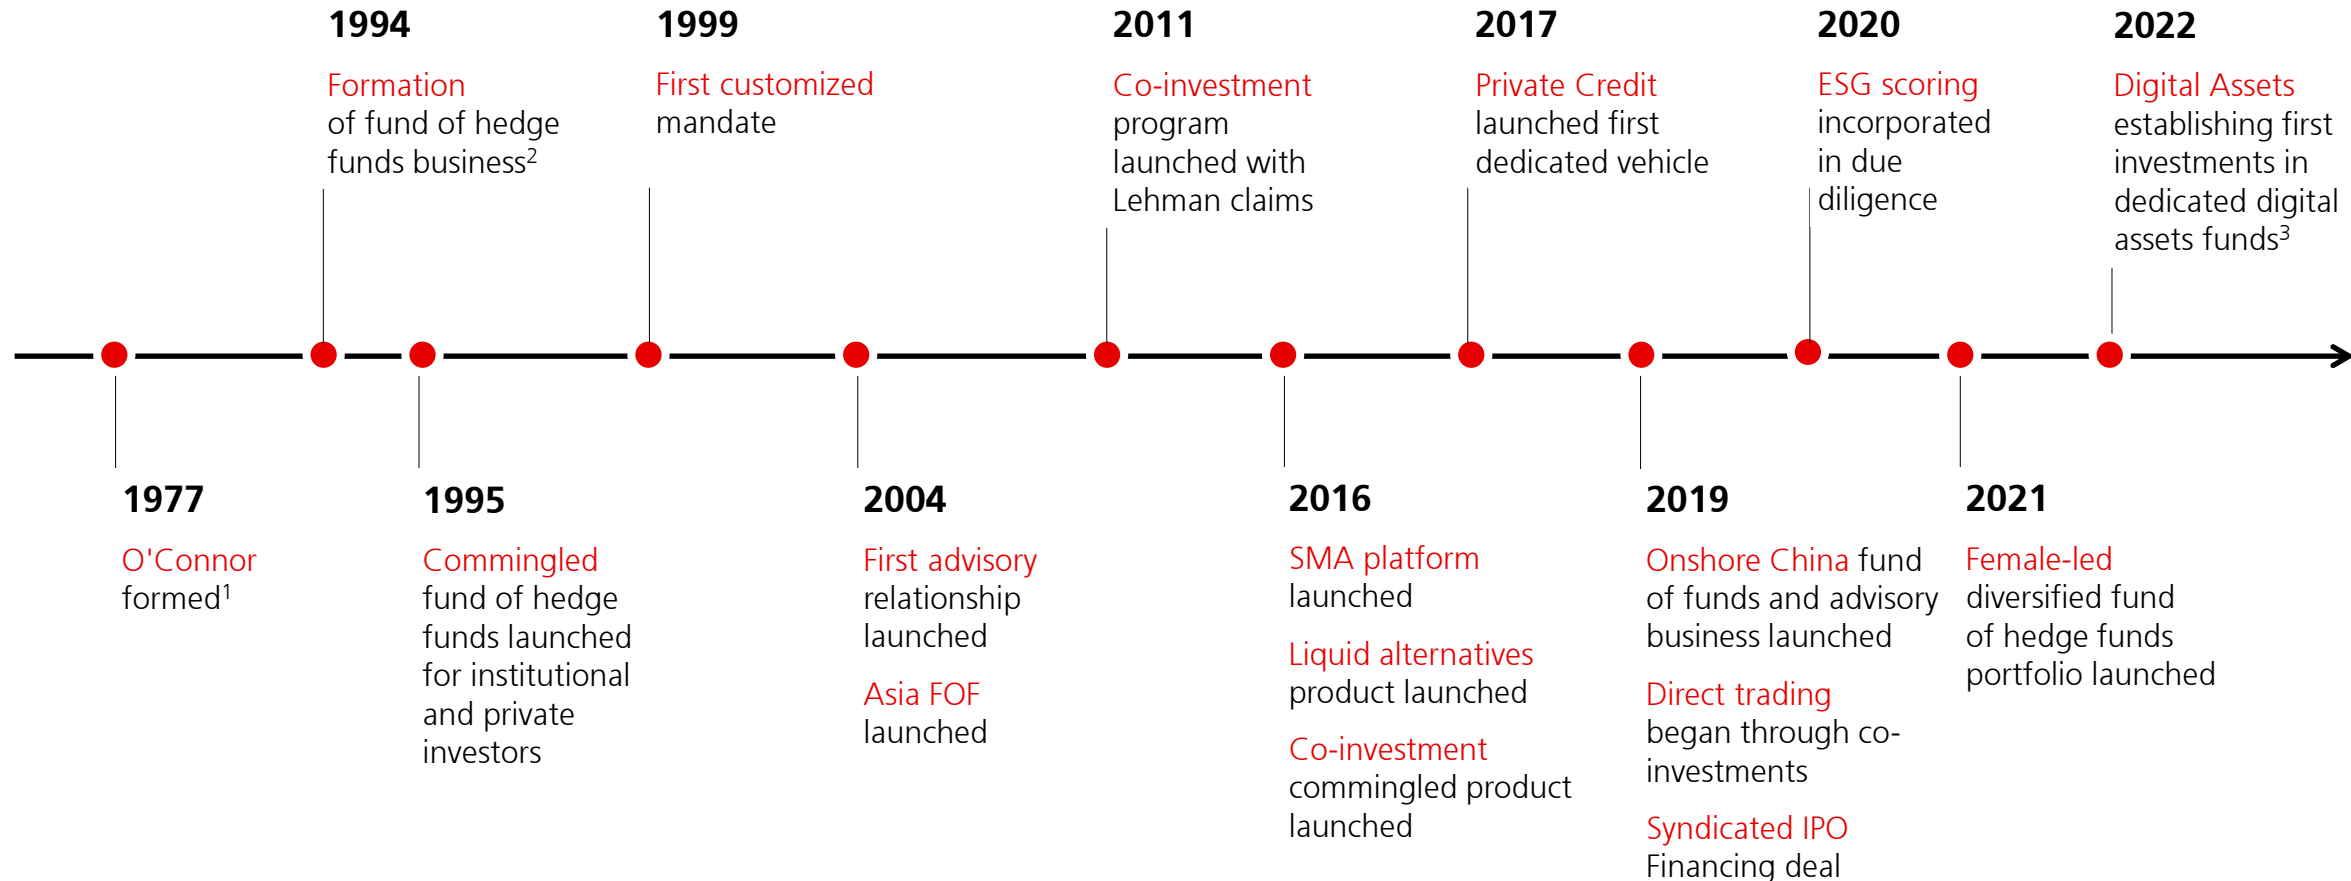 1994
Formation
of fund of hedge
funds business²
1999
First customized
mandate
2011
Co-investment
program
launched with
Lehman claims
2017
Private Credit
launched first
dedicated vehicle
2020
ESG scoring
incorporated
in due
diligence
2022
Digital Assets
establishing first
investments in
dedicated digital
assets funds³
1977
O'Connor
formed¹
1995
Commingled
fund of hedge
funds launched
for institutional
and private
investors
2004
First advisory
relationship
launched
Asia FOF
launched
2016
SMA platform
launched
Liquid alternatives
product launched
Co-investment
commingled product
launched
2019
Onshore China fund
of funds and advisory
business launched
Direct trading
began through co-
investments
Syndicated IPO
Financing deal
2021
Female-led
diversified fund
of hedge funds
portfolio launched